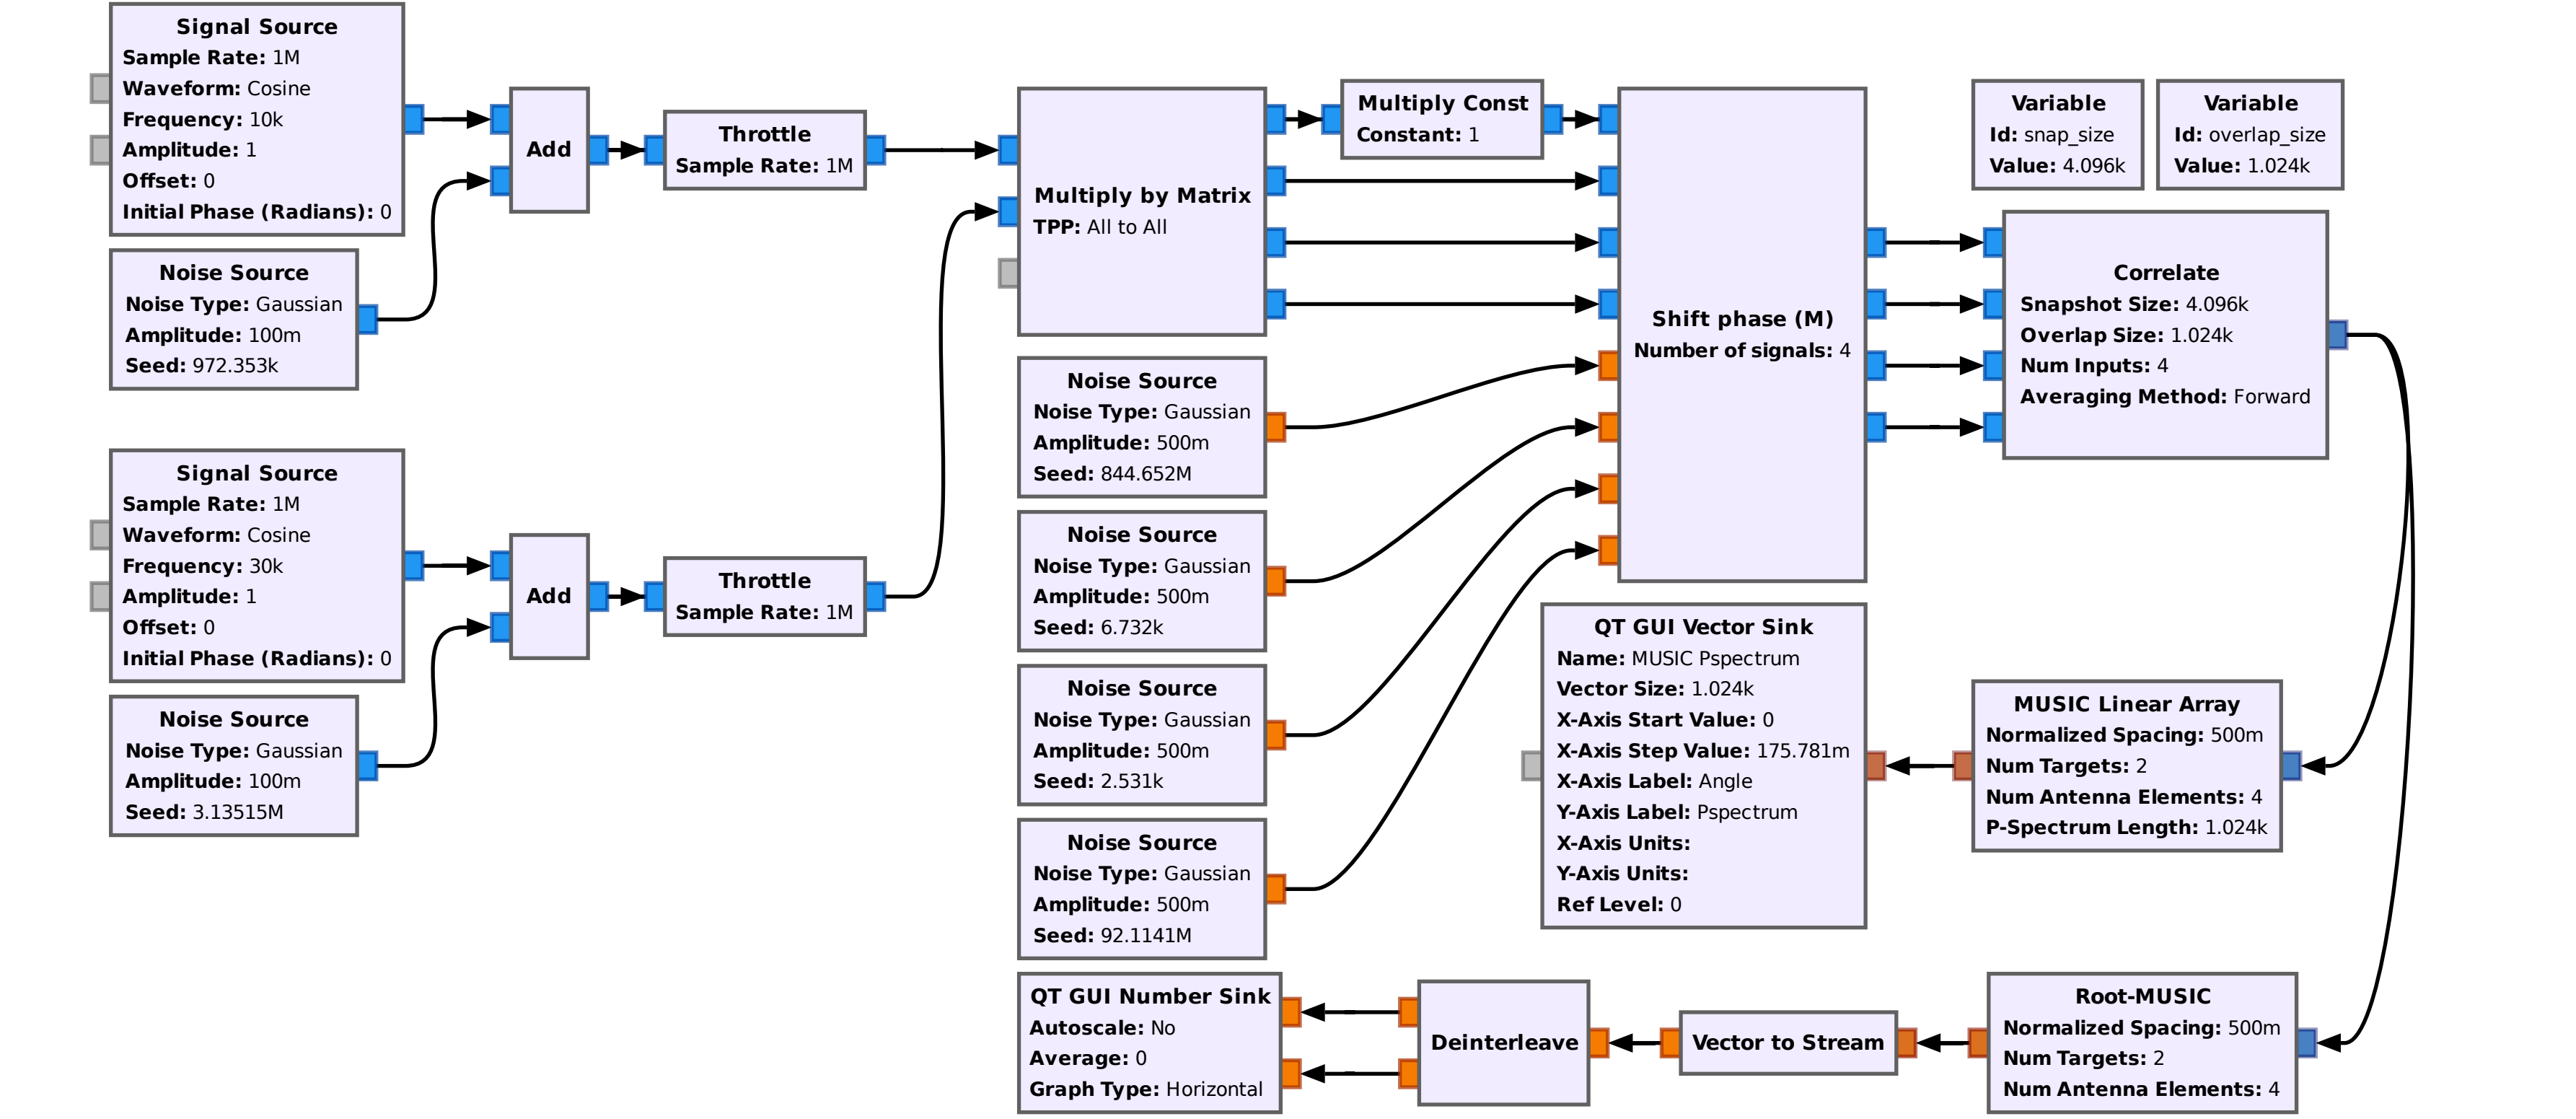 Signal Source
Sample Rate: 1M
Waveform: Cosine
Frequency: 10k
Amplitude: 1
Offset: 0
Initial Phase (Radians): 0
Noise Source
Noise Type: Gaussian
Amplitude: 100m
Seed: 972.353k
Add
Throttle
Sample Rate: 1M
Signal Source
Sample Rate: 1M
Waveform: Cosine
Frequency: 30k
Amplitude: 1
Offset: 0
Initial Phase (Radians): 0
Noise Source
Noise Type: Gaussian
Amplitude: 100m
Seed: 3.13515M
Add
Throttle
Sample Rate: 1M
Multiply by Matrix
TPP: All to All
Multiply Const
Constant: 1
Noise Source
Noise Type: Gaussian
Amplitude: 500m
Seed: 844.652M
Noise Source
Noise Type: Gaussian
Amplitude: 500m
Seed: 6.732k
Noise Source
Noise Type: Gaussian
Amplitude: 500m
Seed: 2.531k
Noise Source
Noise Type: Gaussian
Amplitude: 500m
Seed: 92.1141M
Shift phase (M)
Number of signals: 4
Variable
Id: snap_size
Value: 4.096k
Variable
Id: overlap_size
Value: 1.024k
Correlate
Snapshot Size: 4.096k
Overlap Size: 1.024k
Num Inputs: 4
Averaging Method: Forward
QT GUI Vector Sink
Name: MUSIC Pspectrum
Vector Size: 1.024k
X-Axis Start Value: 0
X-Axis Step Value: 175.781m
X-Axis Label: Angle
Y-Axis Label: Pspectrum
X-Axis Units:
Y-Axis Units:
Ref Level: 0
MUSIC Linear Array
Normalized Spacing: 500m
Num Targets: 2
Num Antenna Elements: 4
P-Spectrum Length: 1.024k
QT GUI Number Sink
Autoscale: No
Average: 0
Graph Type: Horizontal
Deinterleave
Vector to Stream
Root-MUSIC
Normalized Spacing: 500m
Num Targets: 2
Num Antenna Elements: 4